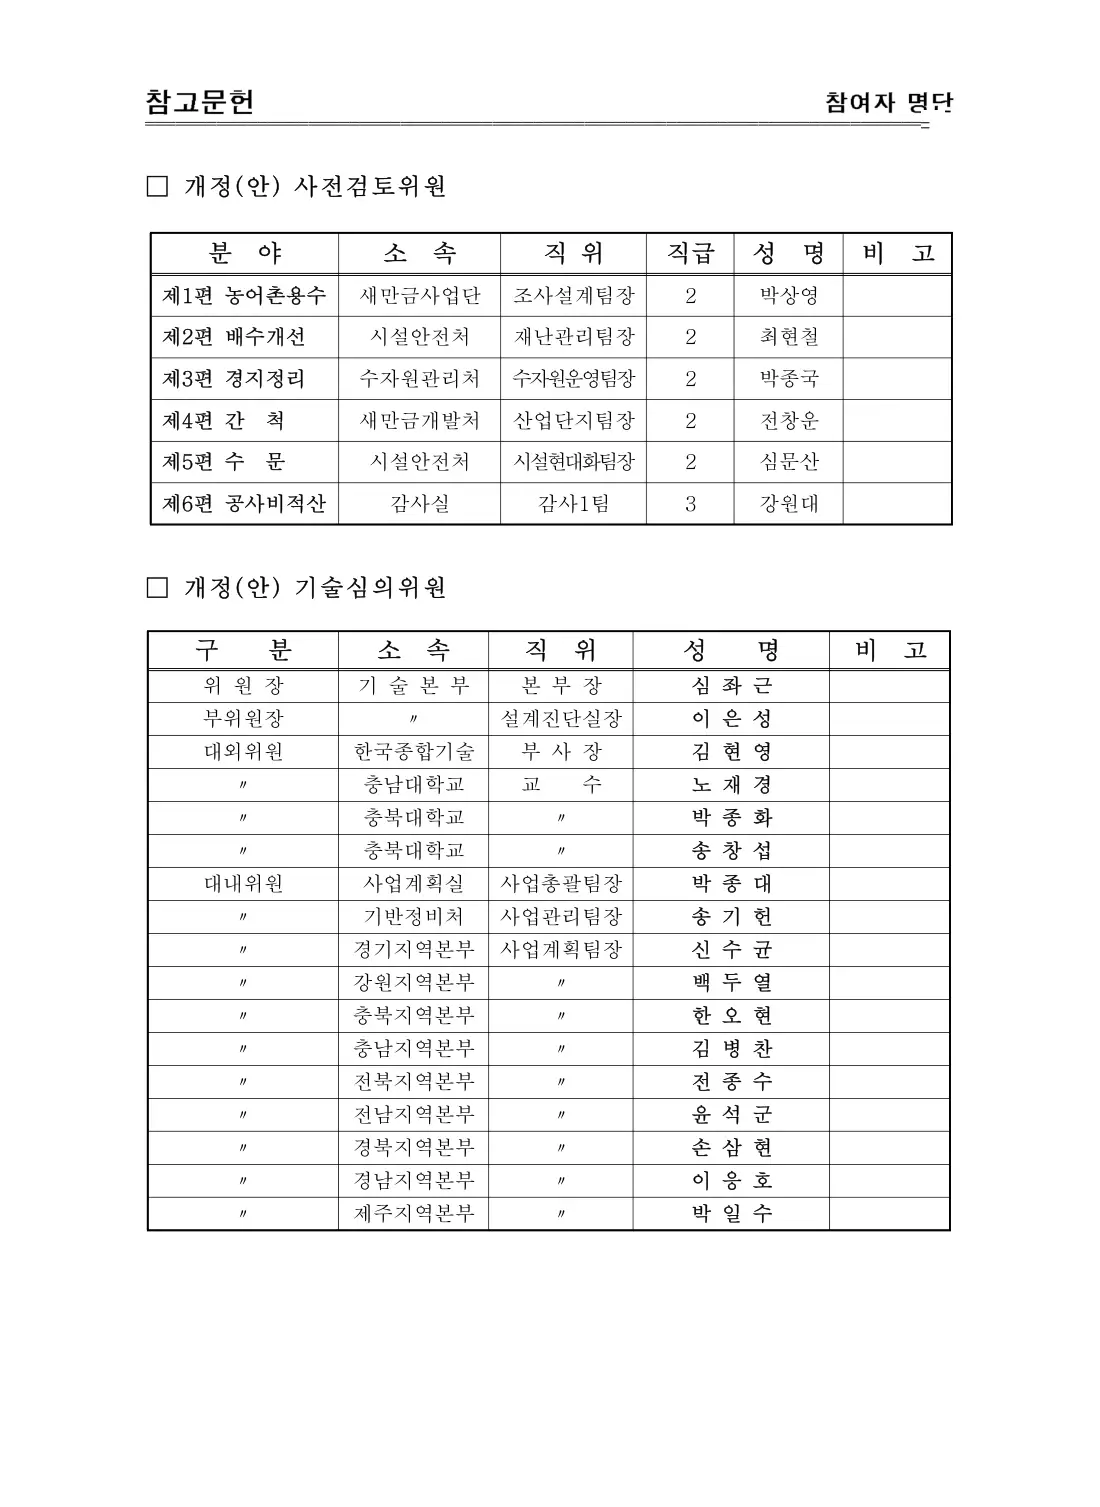 참고문헌 참여자 명단
□ 개정(안) 사전검토위원
분 야 소 속 직 위 직급 성 명 비 고
제1편 농어촌용수 새만금사업단 조사설계팀장 2 박상영
제2편 배수개선 시설안전처 재난관리팀장 2 최현철
제3편 경지정리 수자원관리처 수자원운영팀장 2 박종국
제4편 간 척 새만금개발처 산업단지팀장 2 전창운
제5편 수 문 시설안전처 시설현대화팀장 2 심문산
제6편 공사비적산 감사실 감사1팀 3 강원대
□ 개정(안) 기술심의위원
구 분 소 속 직 위 성 명 비 고
위 원 장 기 술 본 부 본 부 장 심 좌 근
부위원장 〃 설계진단실장 이 은 성
대외위원 한국종합기술 부 사 장 김 현 영
〃 충남대학교 교 수 노 재 경
〃 충북대학교 〃 박 종 화
〃 충북대학교 〃 송 창 섭
대내위원 사업계획실 사업총괄팀장 박 종 대
〃 기반정비처 사업관리팀장 송 기 헌
〃 경기지역본부 사업계획팀장 신 수 균
〃 강원지역본부 〃 백 두 열
〃 충북지역본부 〃 한 오 현
〃 충남지역본부 〃 김 병 찬
〃 전북지역본부 〃 전 종 수
〃 전남지역본부 〃 윤 석 군
〃 경북지역본부 〃 손 삼 현
〃 경남지역본부 〃 이 응 호
〃 제주지역본부 〃 박 일 수